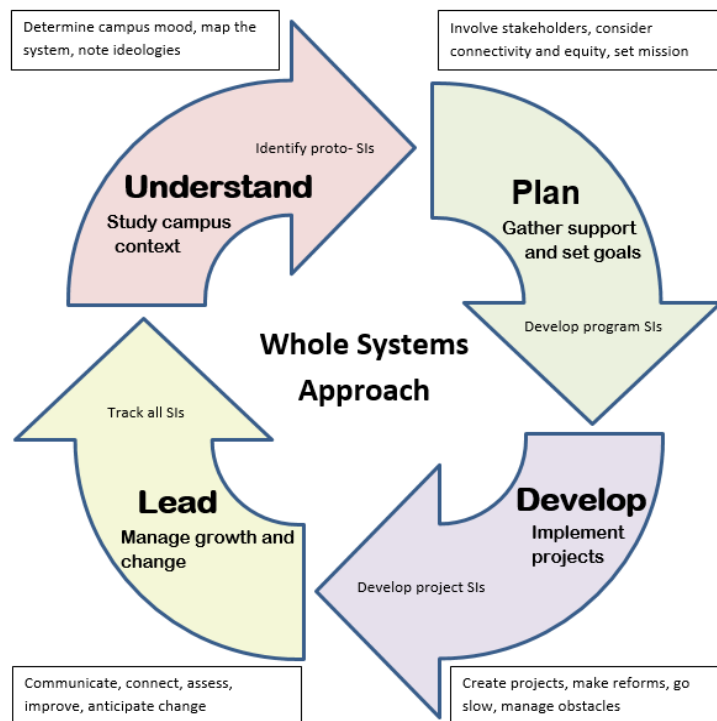 Determine campus mood, map the
system, note ideologies
Involve stakeholders, consider
connectivity and equity, set mission
Identify proto- SIs
Understand
Study campus
context
Plan
Gather support
and set goals
Develop program SIs
Whole Systems
Approach
Track all SIs
Lead
Manage growth and
change
Develop
Implement
projects
Develop project SIs
Communicate, connect, assess,
improve, anticipate change
Create projects, make reforms, go
slow, manage obstacles